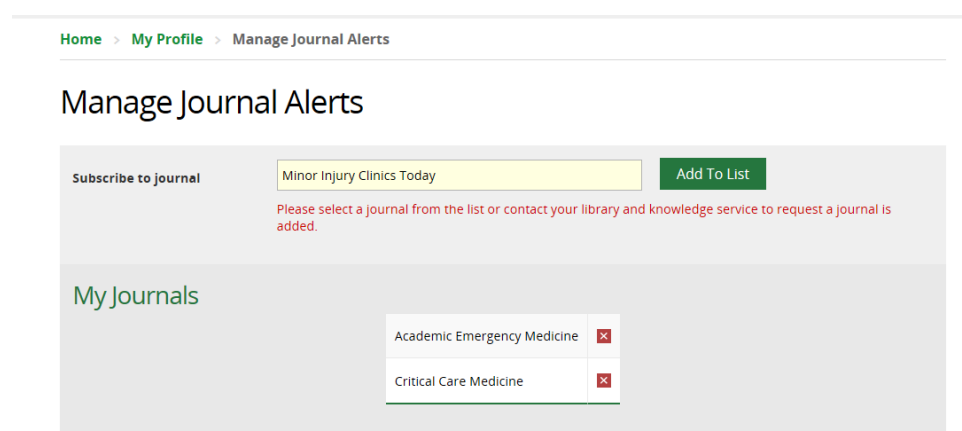 Home > My Profile > Manage Journal Alerts
Manage Journal Alerts
Subscribe to journal
Minor Injury Clinics Today
Add To List
Please select a journal from the list or contact your library and knowledge service to request a journal is
added.
My Journals
Academic Emergency Medicine
Critical Care Medicine